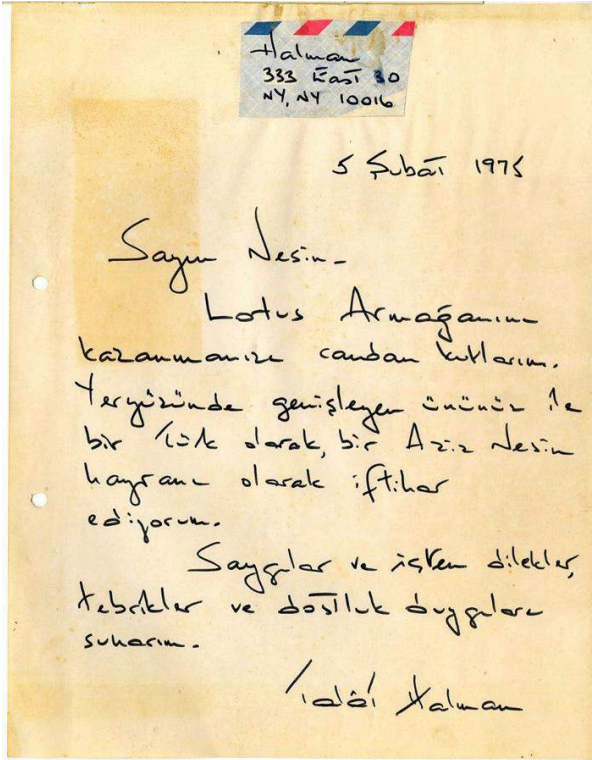 Halman
333 East 30
NY, NY 10016
5 Şubat 1975
Sayın Nesin-
Lotus Armağanını
kazanmanızı candan kutlarım.
Yeryüzünde genişleyen ününüz ile
bir Türk olarak, bir Aziz Nesin
hayranı olarak iftihar
ediyorum.
Saygılar ve içten dilekler,
tebrikler ve dostluk duyguları
sunarım.
Talât Halman